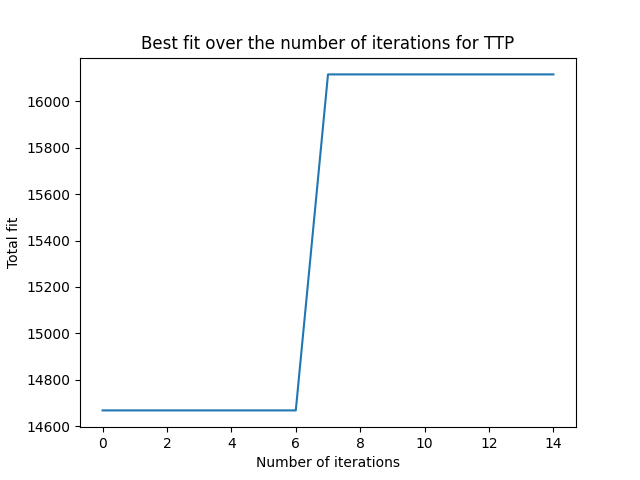 Best fit over the number of iterations for TTP
16000
15800
15600
15400
15200
15000
14800
14600
Total fit
0 2 4 6 8 10 12 14
Number of iterations